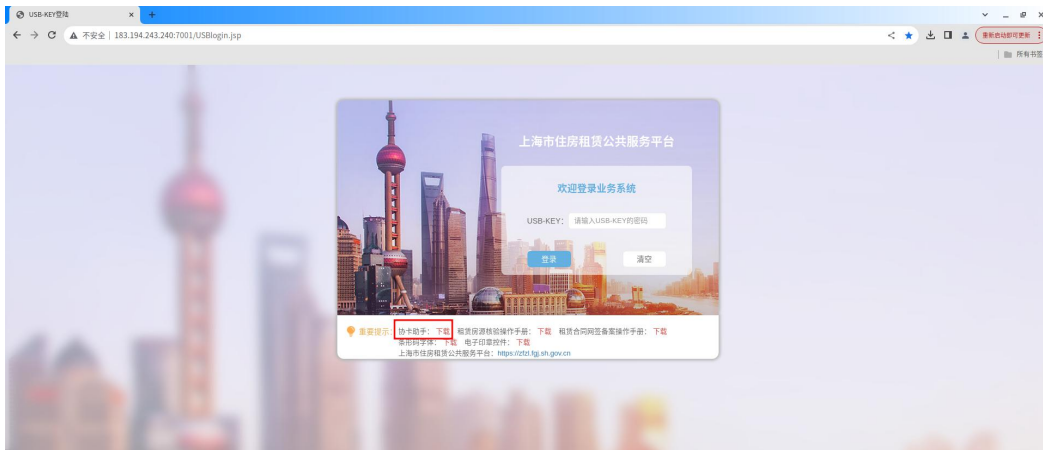 USB-KEY登陆
不安全 | 183.194.243.240:7001/USBlogin.jsp
重新启动即可更新
所有书签
上海市住房租赁公共服务平台
欢迎登录业务系统
USB-KEY： 请输入USB-KEY的密码
登录 清空
重要提示： 协卡助手： 下载 租赁房源核验操作手册： 下载 租赁合同网签备案操作手册： 下载
条形码字体： 下载 电子印章控件： 下载
上海市住房租赁公共服务平台：https://zfzl.fgj.sh.gov.cn